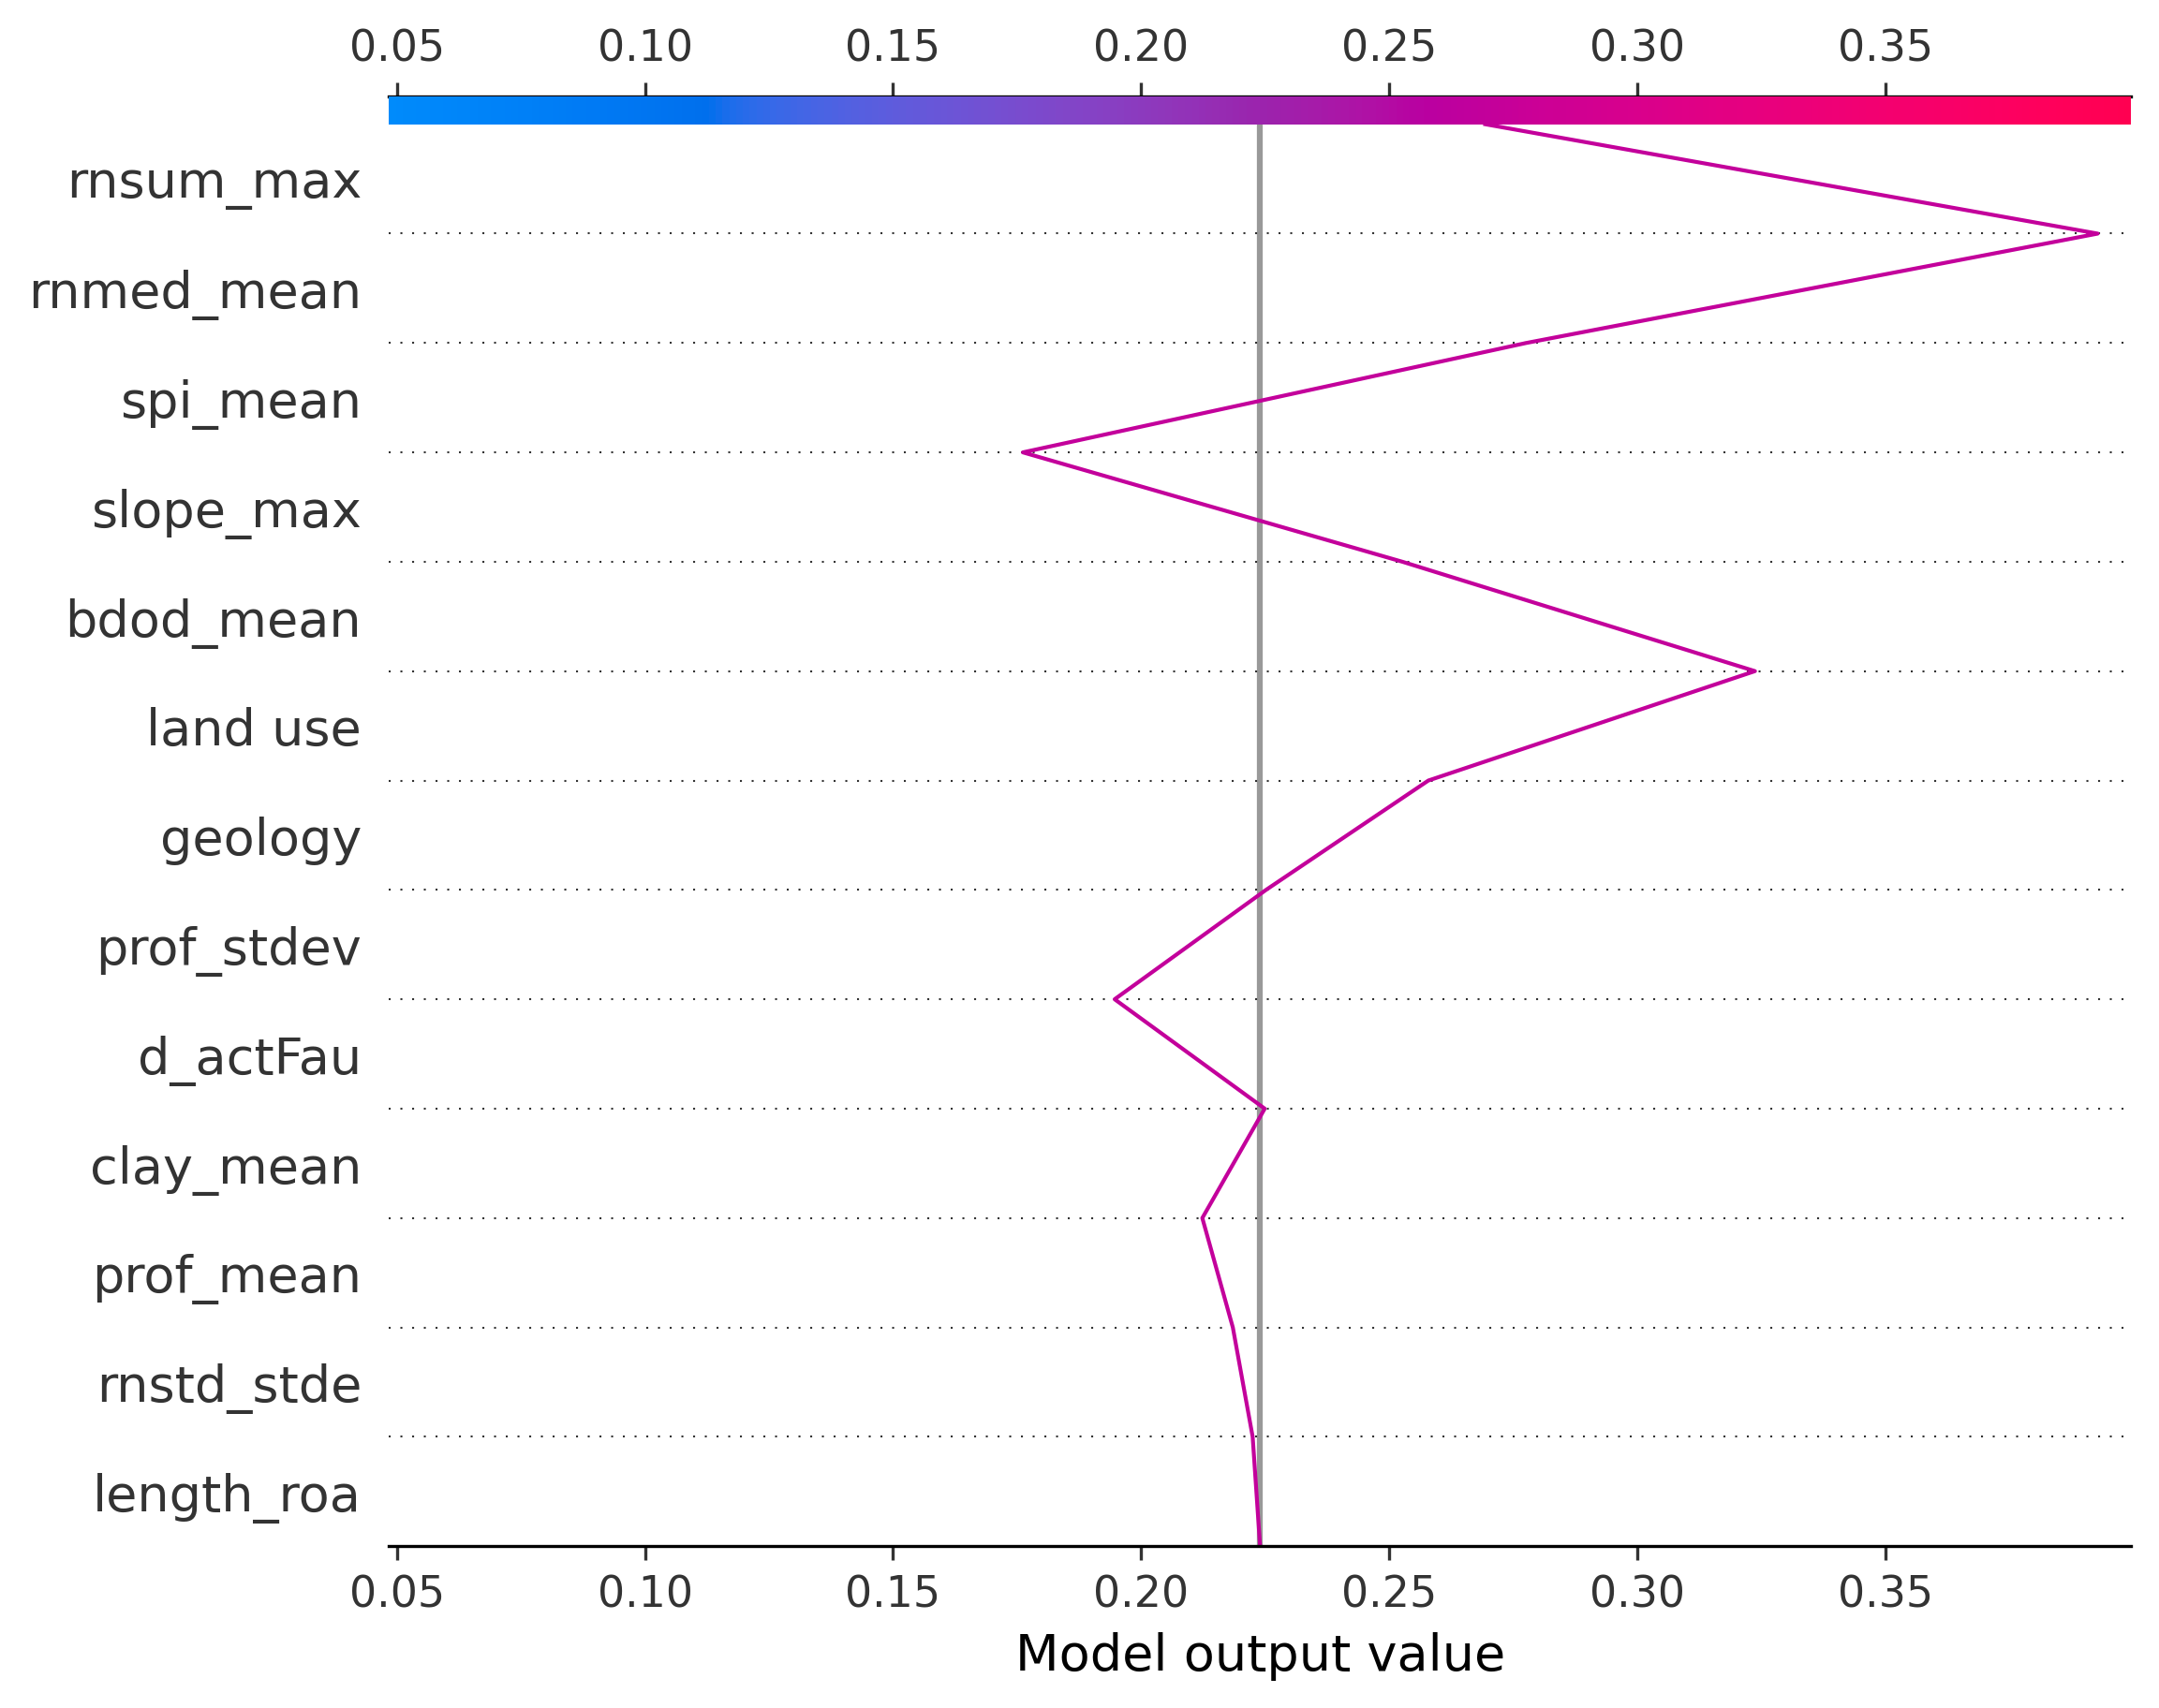 0.05 0.10 0.15 0.20 0.25 0.30 0.35
rnsum_max
rnmed_mean
spi_mean
slope_max
bdod_mean
land use
geology
prof_stdev
d_actFau
clay_mean
prof_mean
rnstd_stde
length_roa
0.05 0.10 0.15 0.20 0.25 0.30 0.35
Model output value